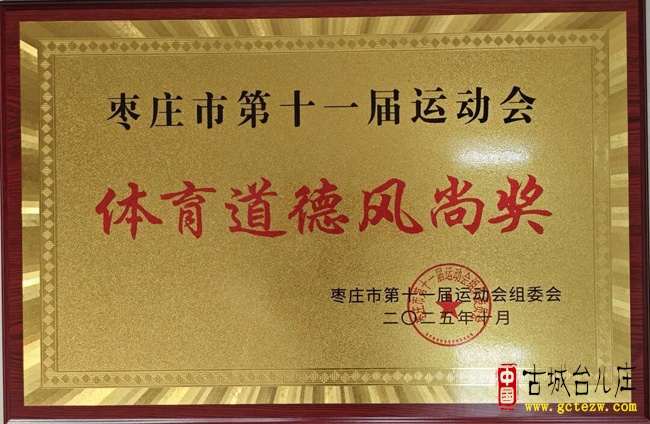 枣庄市第十一届运动会
体育道德风尚奖
枣庄市第十一届运动会组委会
二〇二五年十月
中國
古城台儿庄
www.gctezw.com